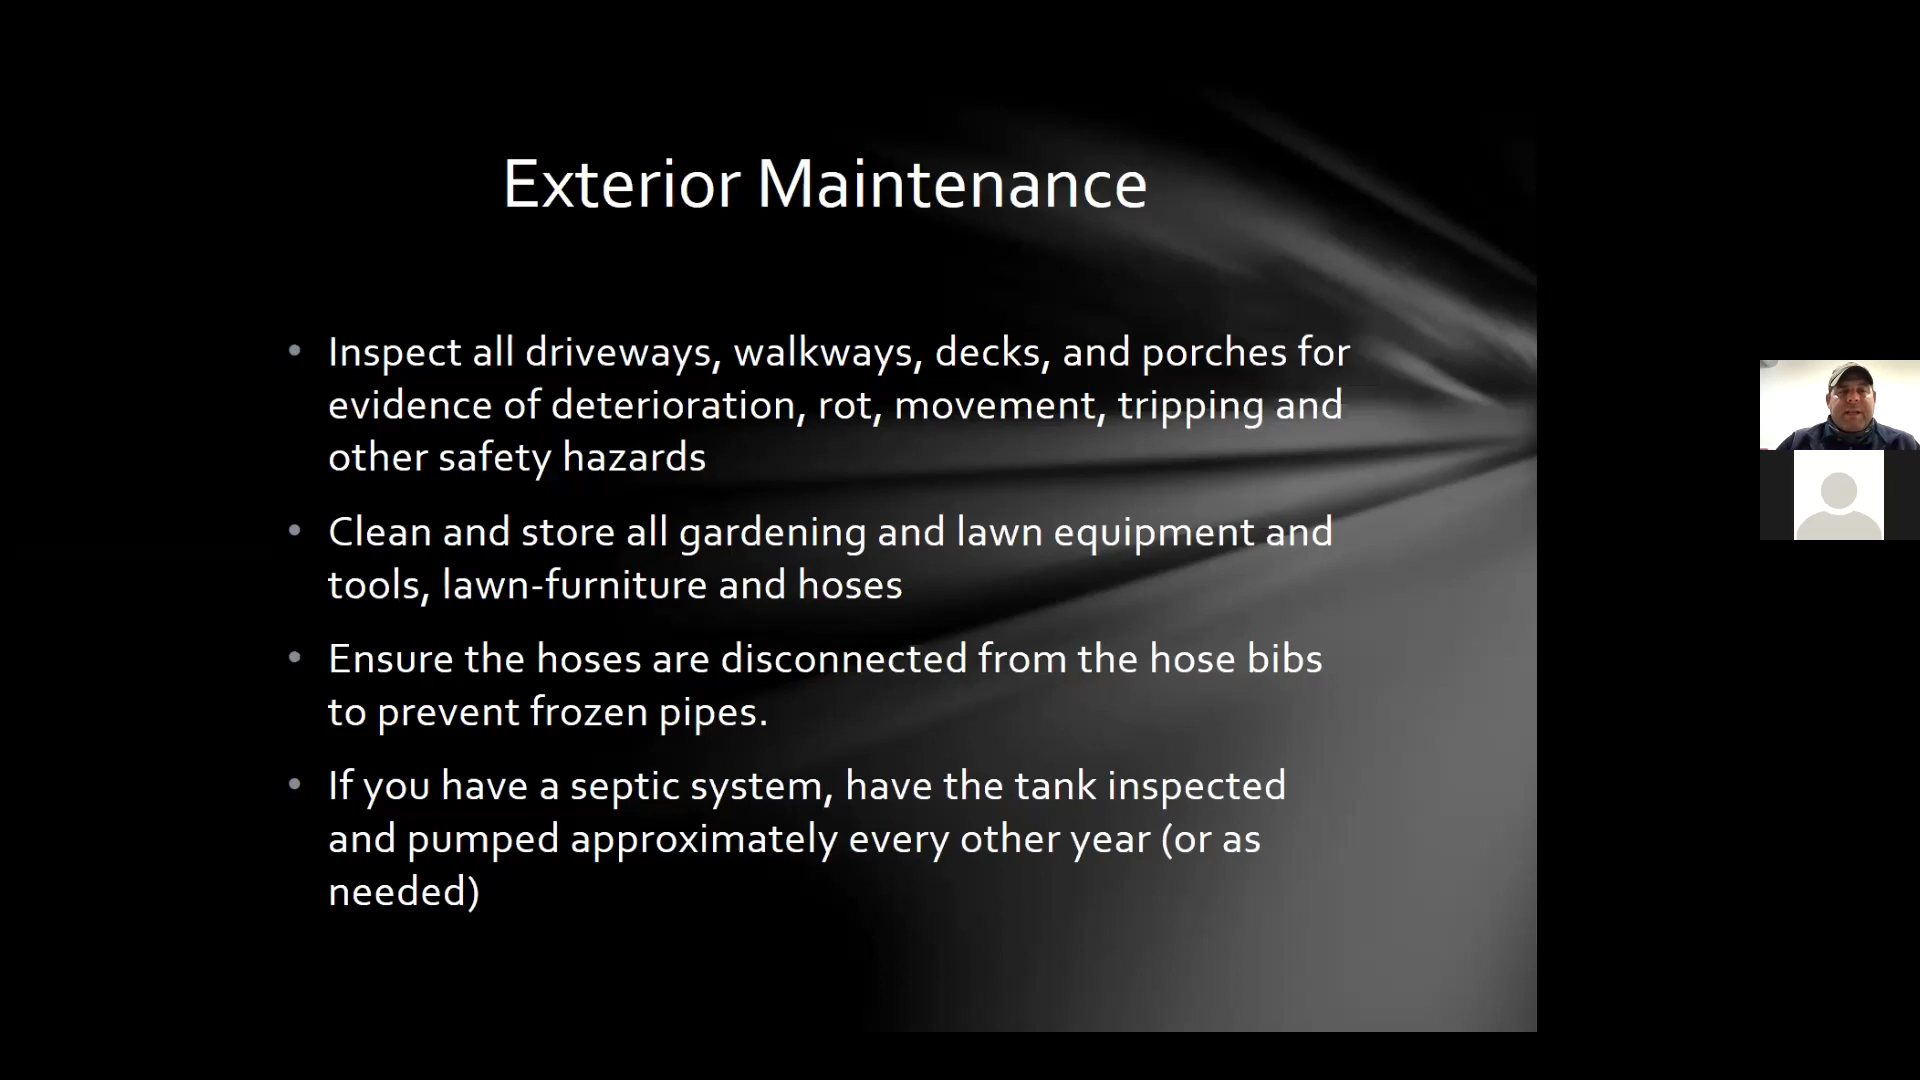 Exterior Maintenance
Inspect all driveways, walkways, decks, and porches for
evidence of deterioration, rot, movement, tripping and
other safety hazards
Clean and store all gardening and lawn equipment and
tools, lawn-furniture and hoses
Ensure the hoses are disconnected from the hose bibs
to prevent frozen pipes.
If you have a septic system, have the tank inspected
and pumped approximately every other year (or as
needed)